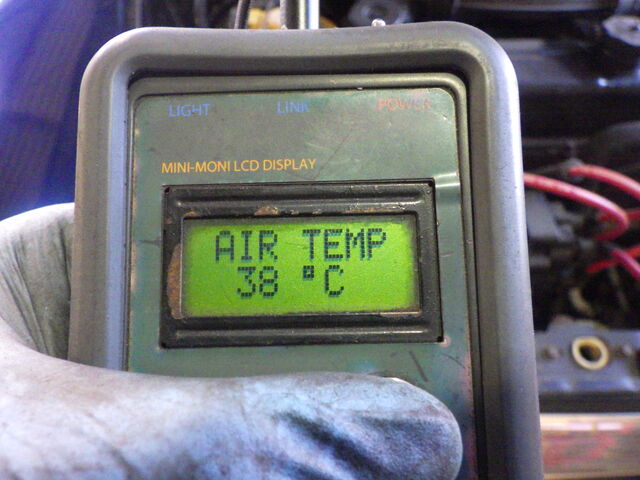 LIGHT LINK POWER
MINI-MONI LCD DISPLAY
AIR TEMP
38 °C